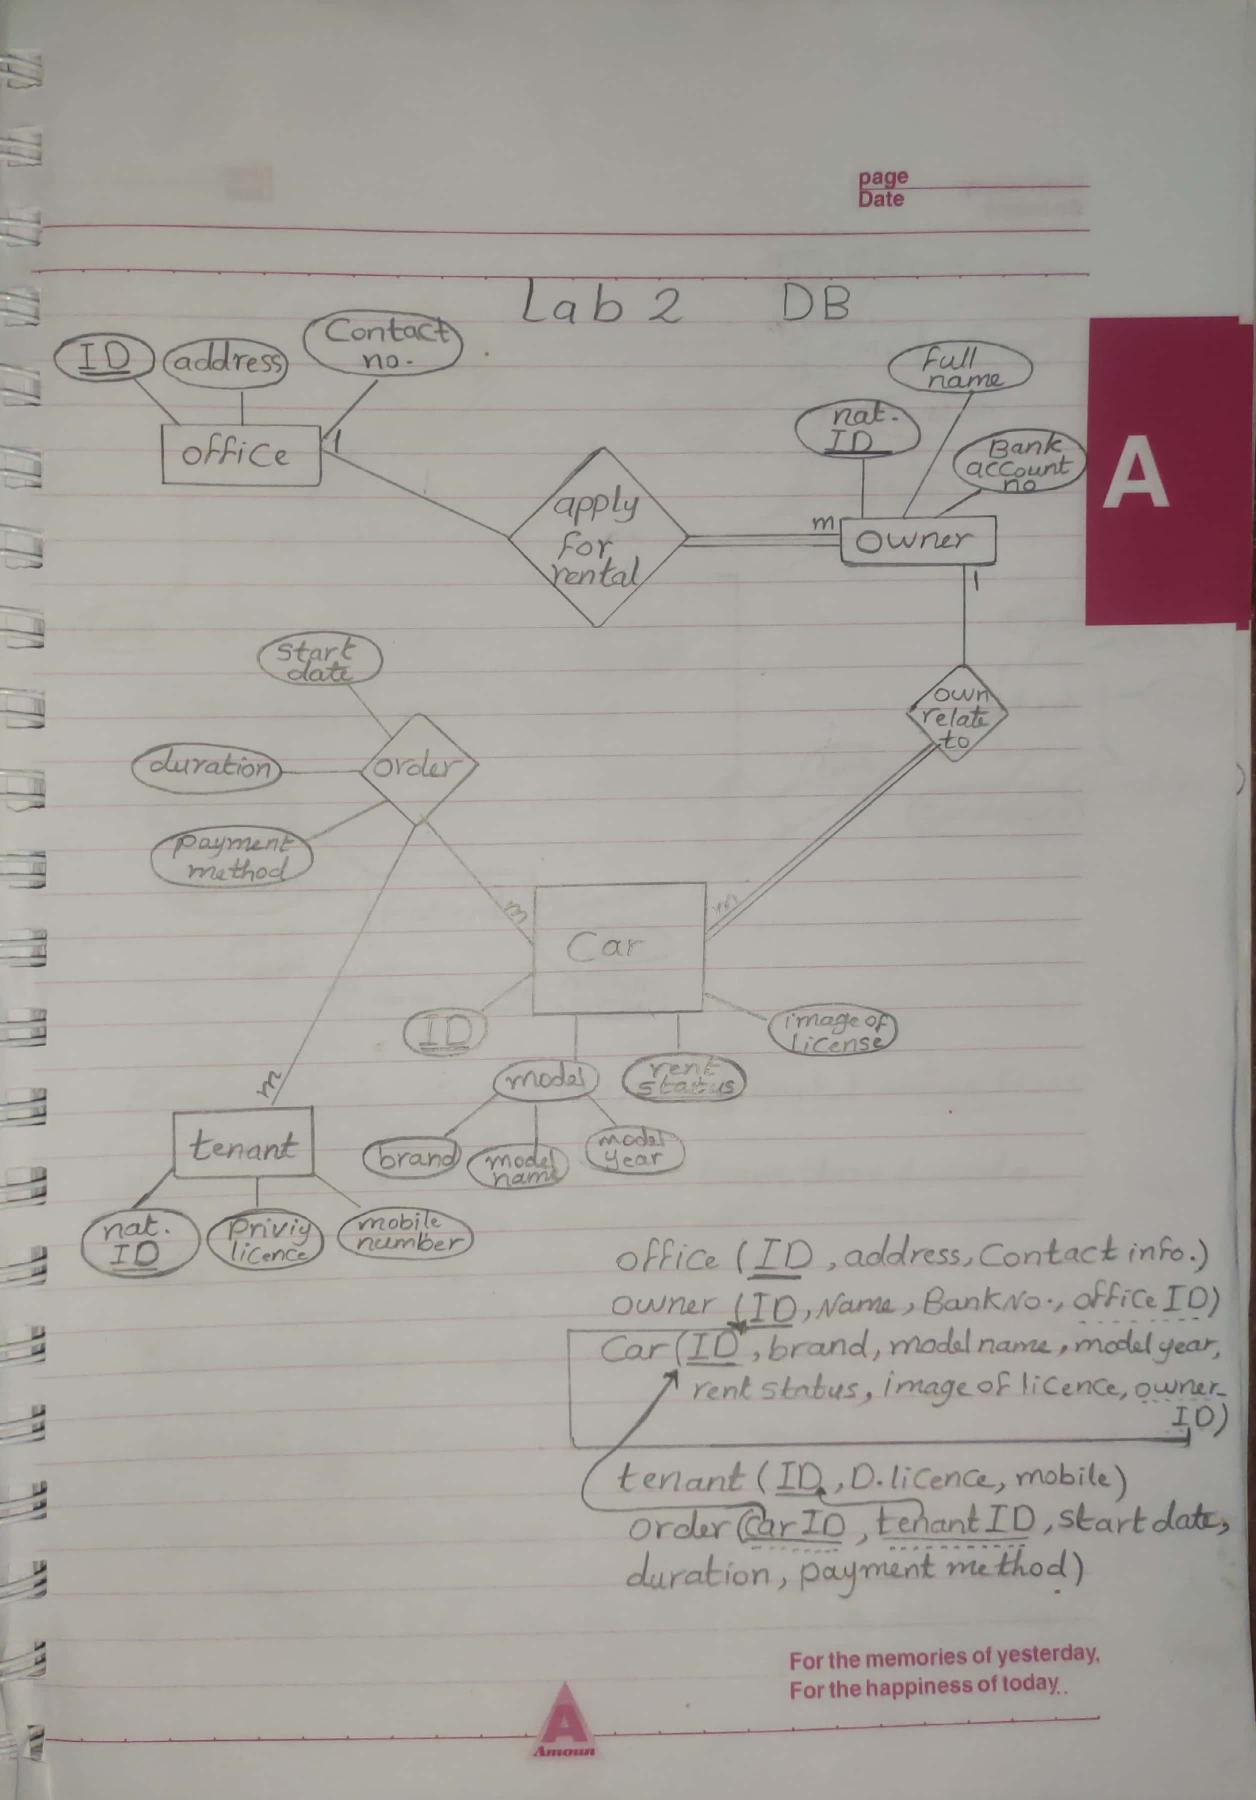 page
Date
Lab 2 DB
ID
address
Contact
no.
office
1
apply
for
rental
m
full
name
nat.
ID
Bank
account
no
owner
1
own
relate
to
start
date
duration
payment
method
order
m
m
Car
ID
model
rent
status
image of
license
brand
model
name
model
year
m
tenant
nat.
ID
licence
mobile
number
office (ID, address, Contact info.)
owner (ID, Name, Bank No., office ID)
Car (ID, brand, model name, model year,
rent status, image of licence, owner_
ID)
tenant (ID, D.licence, mobile)
order (car ID, tenant ID, start date,
duration, payment method)
For the memories of yesterday,
For the happiness of today..
A
A
Amoun